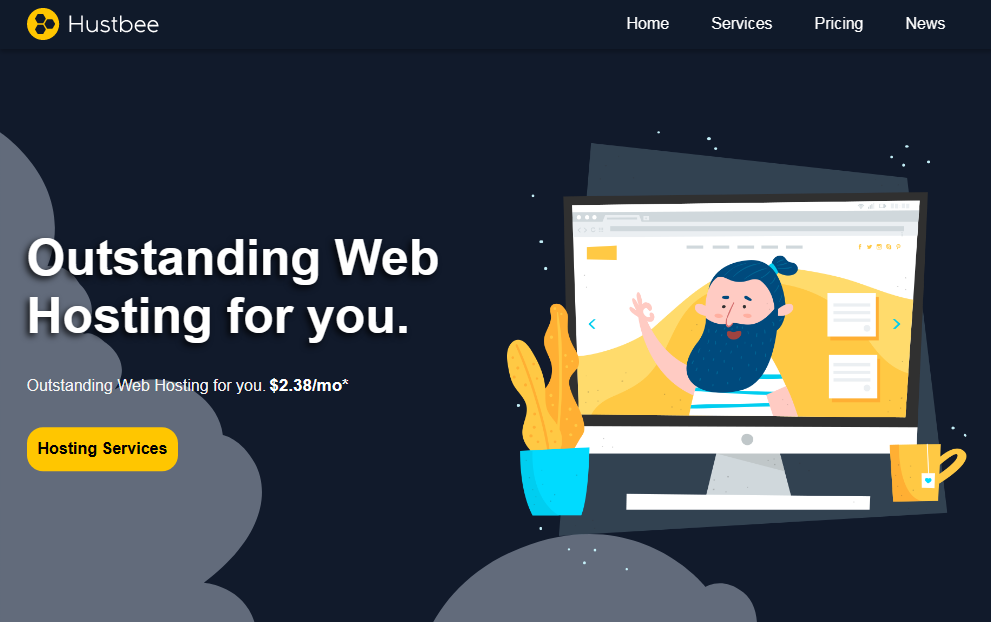 Hustbee
Home Services Pricing News
Outstanding Web
Hosting for you.
Outstanding Web Hosting for you. $2.38/mo*
Hosting Services